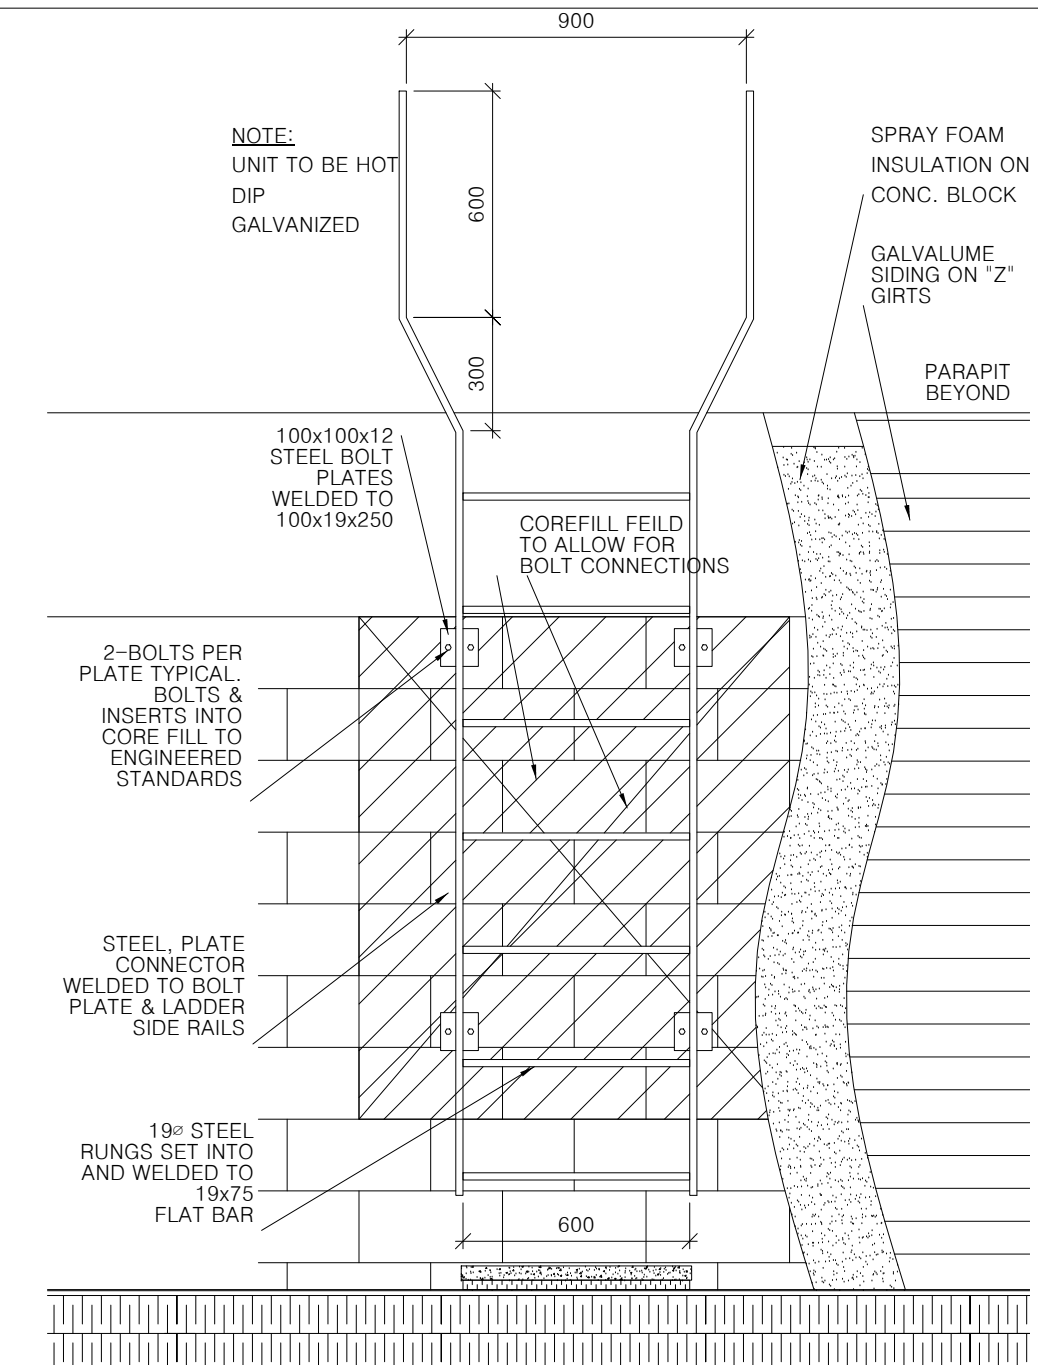 900
NOTE:
UNIT TO BE HOT
DIP
GALVANIZED
600
300
SPRAY FOAM
INSULATION ON
CONC. BLOCK
GALVALUME
SIDING ON "Z"
GIRTS
PARAPIT
BEYOND
100x100x12
STEEL BOLT
PLATES
WELDED TO
100x19x250
COREFILL FEILD
TO ALLOW FOR
BOLT CONNECTIONS
2-BOLTS PER
PLATE TYPICAL.
BOLTS &
INSERTS INTO
CORE FILL TO
ENGINEERED
STANDARDS
STEEL, PLATE
CONNECTOR
WELDED TO BOLT
PLATE & LADDER
SIDE RAILS
19⌀ STEEL
RUNGS SET INTO
AND WELDED TO
19x75
FLAT BAR
600